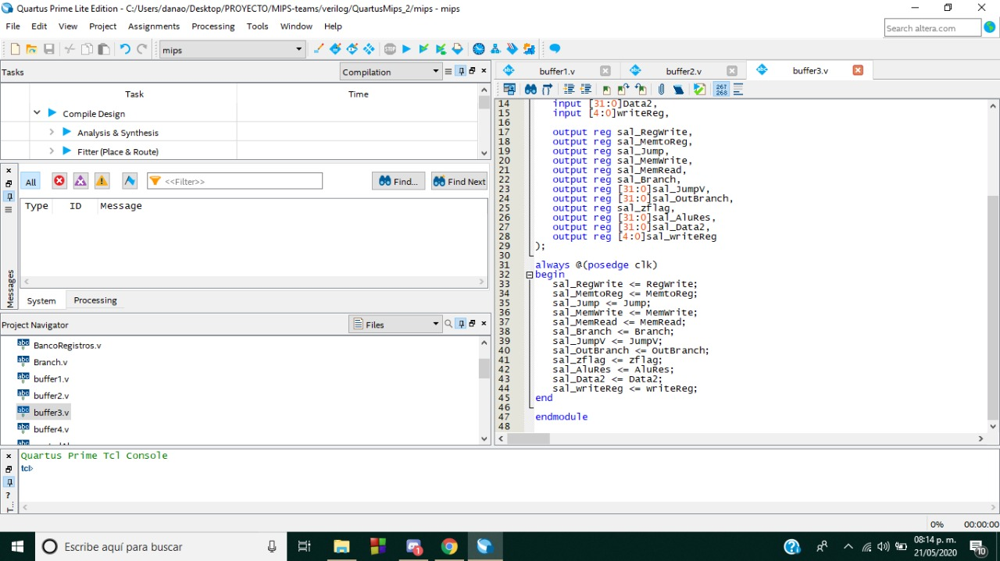 Quartus Prime Lite Edition - C:/Users/danao/Desktop/PROYECTO/MIPS-teams/verilog/QuartusMips_2/mips - mips
File Edit View Project Assignments Processing Tools Window Help
Search altera.com
mips
Tasks Compilation
Task Time
Compile Design
Analysis & Synthesis
Fitter (Place & Route)
All <<Filter>> Find... Find Next
Type ID Message
Messages
System Processing
Project Navigator Files
BancoRegistros.v
Branch.v
buffer1.v
buffer2.v
buffer3.v
buffer4.v
buffer1.v buffer2.v buffer3.v
267
268
14 input [31:0]Data2,
15 input [4:0]writeReg,
16
17 output reg sal_RegWrite,
18 output reg sal_MemtoReg,
19 output reg sal_Jump,
20 output reg sal_MemWrite,
21 output reg sal_MemRead,
22 output reg sal_Branch,
23 output reg [31:0]sal_JumpV,
24 output reg [31:0]sal_OutBranch,
25 output reg sal_zflag,
26 output reg [31:0]sal_AluRes,
27 output reg [31:0]sal_Data2,
28 output reg [4:0]sal_writeReg
29 );
30
31 always @(posedge clk)
32 begin
33 sal_RegWrite <= RegWrite;
34 sal_MemtoReg <= MemtoReg;
35 sal_Jump <= Jump;
36 sal_MemWrite <= MemWrite;
37 sal_MemRead <= MemRead;
38 sal_Branch <= Branch;
39 sal_JumpV <= JumpV;
40 sal_OutBranch <= OutBranch;
41 sal_zflag <= zflag;
42 sal_AluRes <= AluRes;
43 sal_Data2 <= Data2;
44 sal_writeReg <= writeReg;
45 end
46
47 endmodule
48
Quartus Prime Tcl Console
tcl>
0% 00:00:00
Escribe aquí para buscar
08:14 p. m.
21/05/2020
1
10